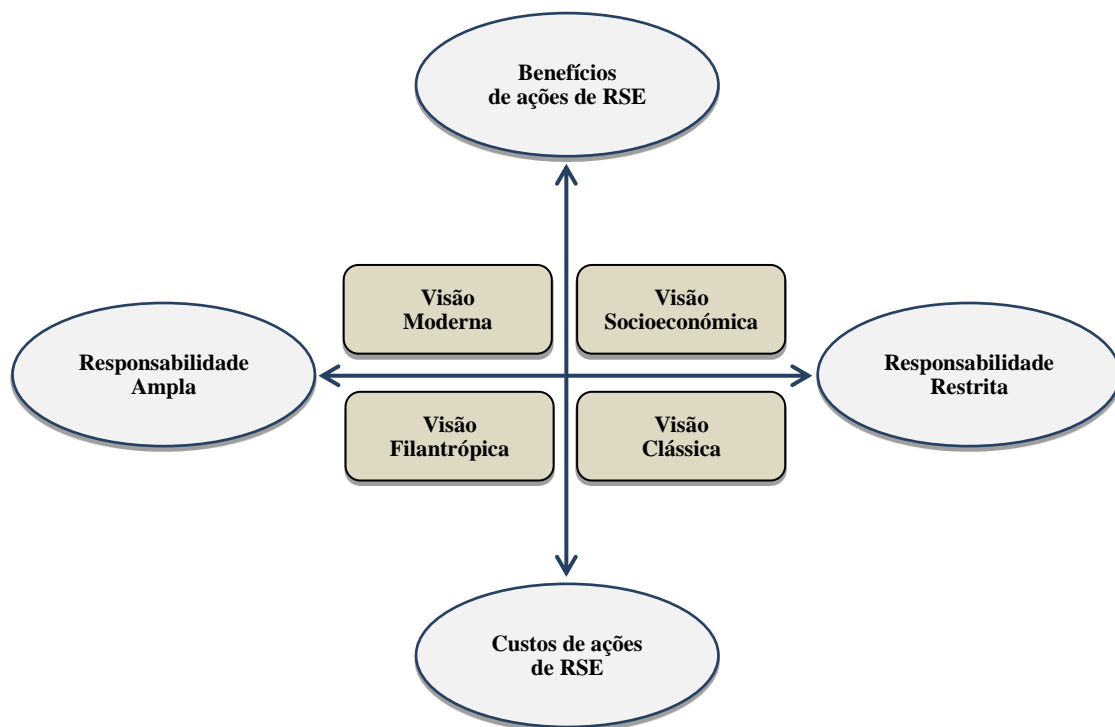 Benefícios
de ações de RSE
Visão
Moderna
Visão
Socioeconómica
Responsabilidade
Ampla
Responsabilidade
Restrita
Visão
Filantrópica
Visão
Clássica
Custos de ações
de RSE